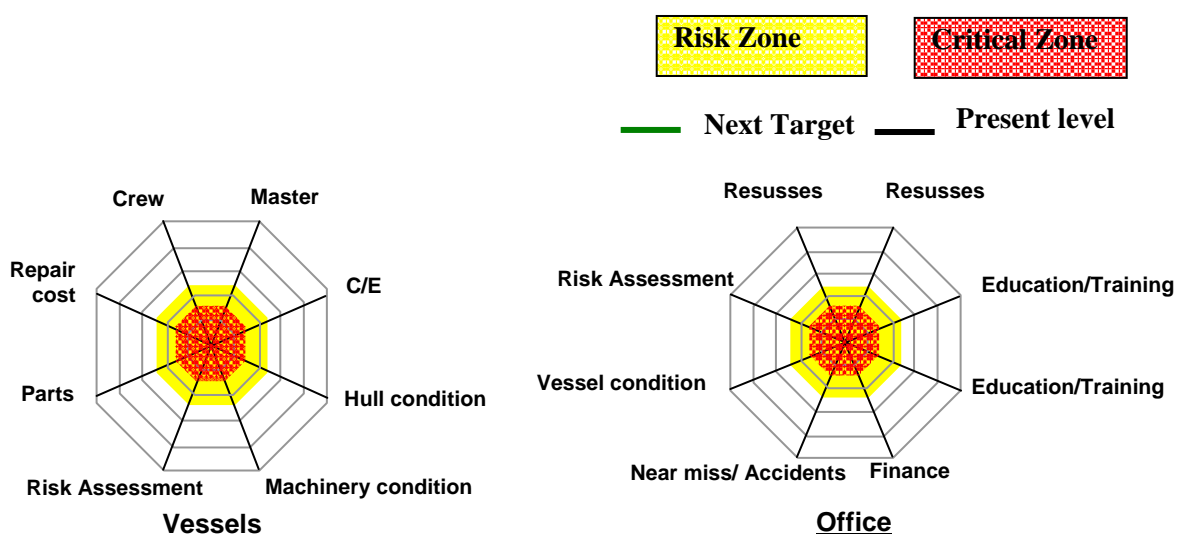 Risk Zone
Critical Zone
Next Target
Present level
Crew
Master
Repair
cost
C/E
Parts
Hull condition
Risk Assessment
Machinery condition
Vessels
Resusses
Resusses
Risk Assessment
Education/Training
Vessel condition
Education/Training
Near miss/ Accidents
Finance
Office